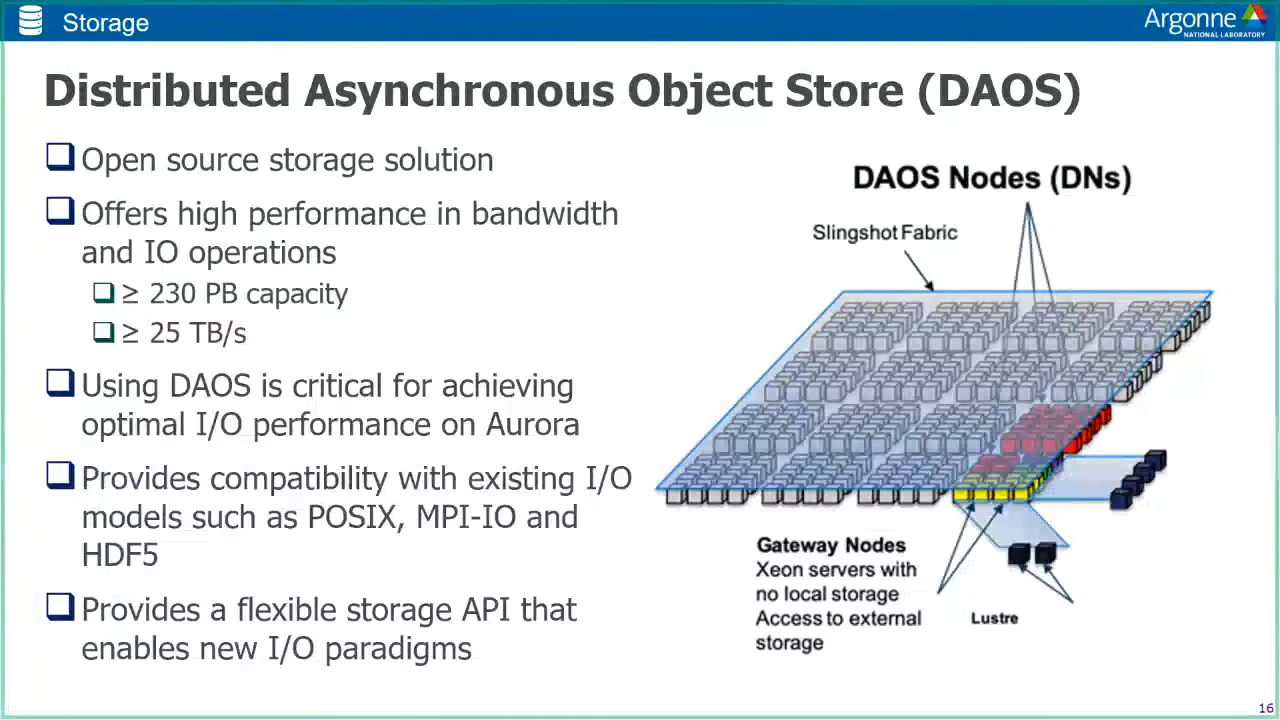 Storage
Argonne
NATIONAL LABORATORY
Distributed Asynchronous Object Store (DAOS)
Open source storage solution
Offers high performance in bandwidth
and IO operations
≥ 230 PB capacity
≥ 25 TB/s
Using DAOS is critical for achieving
optimal I/O performance on Aurora
Provides compatibility with existing I/O
models such as POSIX, MPI-IO and
HDF5
Provides a flexible storage API that
enables new I/O paradigms
DAOS Nodes (DNs)
Slingshot Fabric
Gateway Nodes
Xeon servers with
no local storage
Access to external
storage
Lustre
16